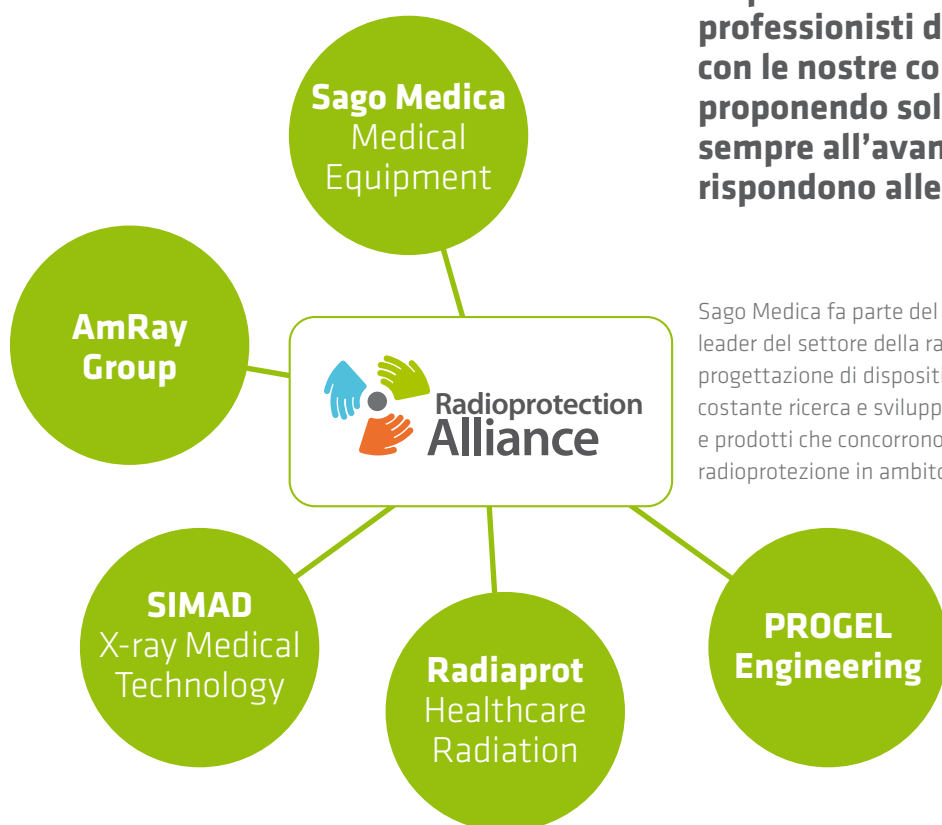 professionisti d
con le nostre co
proponendo sol
sempre all'avan
rispondono alle
Sago Medica
Medical
Equipment
AmRay
Group
Radioprotection
Alliance
Sago Medica fa parte del
leader del settore della ra
progettazione di dispositi
costante ricerca e svilupp
e prodotti che concorrono
radioprotezione in ambito
SIMAD
X-ray Medical
Technology
Radiaprot
Healthcare
Radiation
PROGEL
Engineering